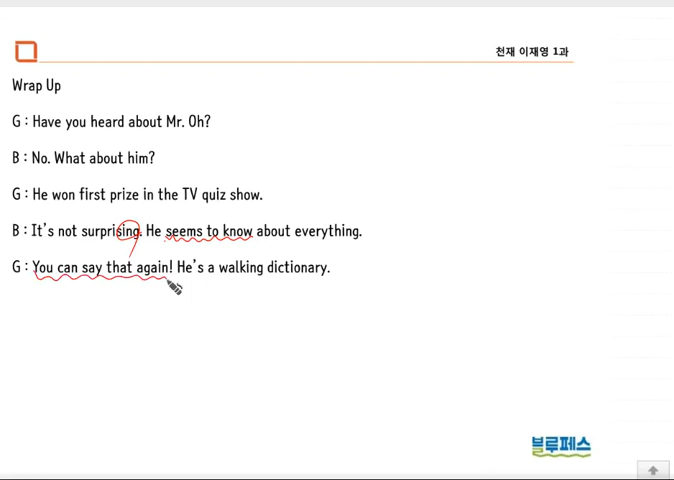 천재 이재영 1과
Wrap Up
G : Have you heard about Mr. Oh?
B : No. What about him?
G : He won first prize in the TV quiz show.
B : It's not surprising. He seems to know about everything.
G : You can say that again! He's a walking dictionary.
블루페스